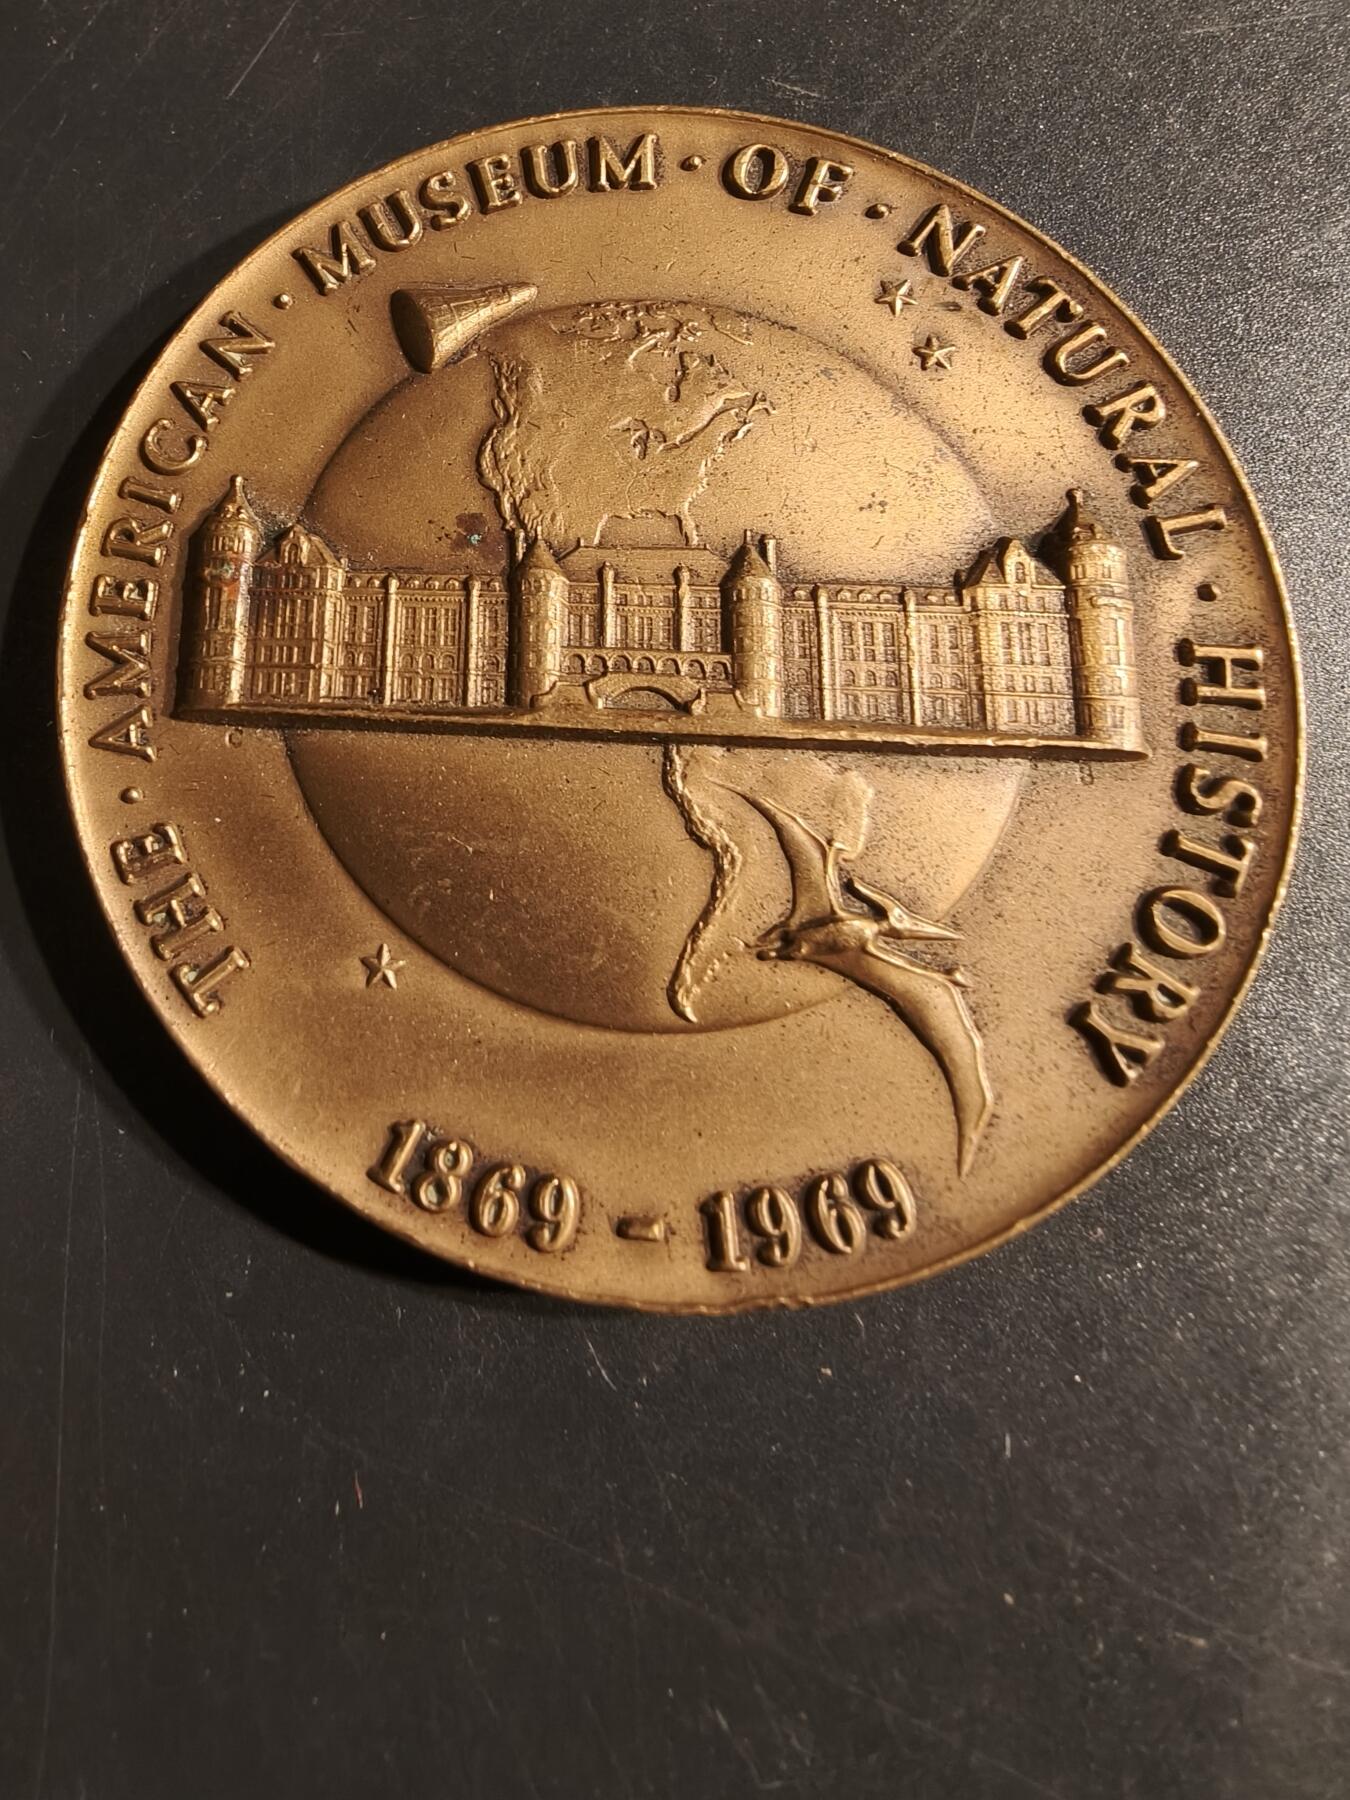 THE · AMERICAN · MUSEUM · OF · NATURAL · HISTORY
1869 - 1969